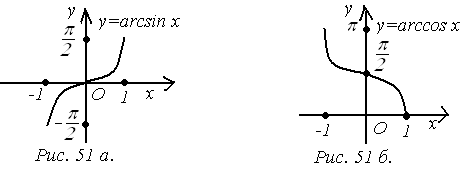 y
y=arcsin x
π/2
-1
O
1
x
-π/2
Рис. 51 а.
y
π
y=arccos x
π/2
-1
O
1
x
Рис. 51 б.